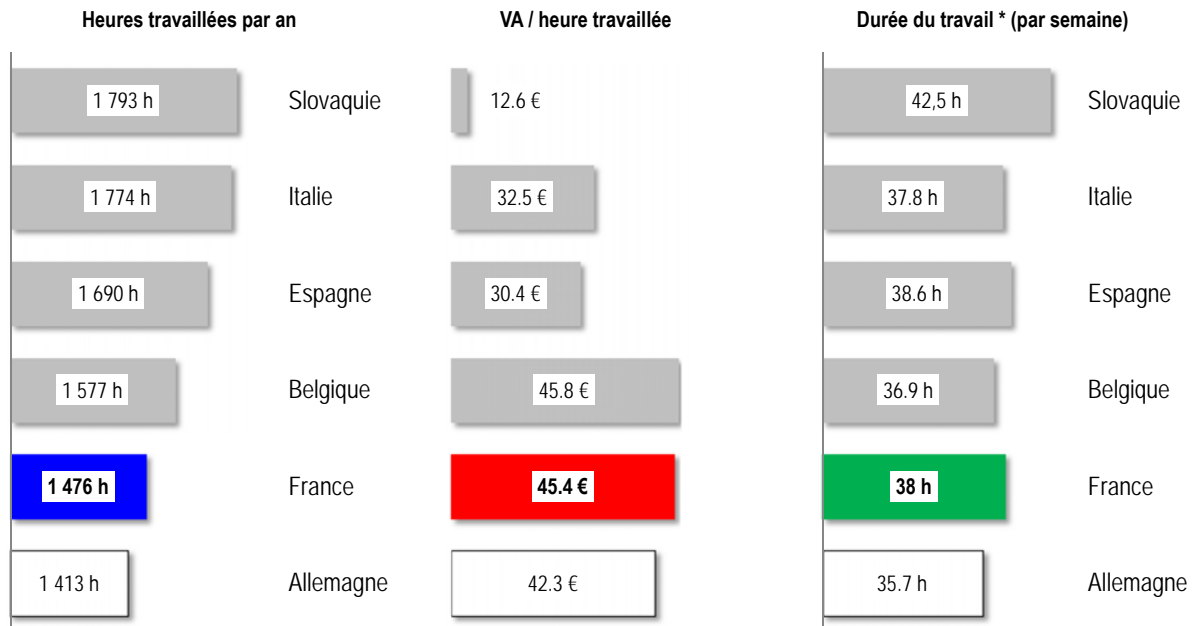 Heures travaillées par an VA / heure travaillée Durée du travail * (par semaine)
1 793 h Slovaquie 12.6 € 42,5 h Slovaquie
1 774 h Italie 32.5 € 37.8 h Italie
1 690 h Espagne 30.4 € 38.6 h Espagne
1 577 h Belgique 45.8 € 36.9 h Belgique
1 476 h France 45.4 € 38 h France
1 413 h Allemagne 42.3 € 35.7 h Allemagne